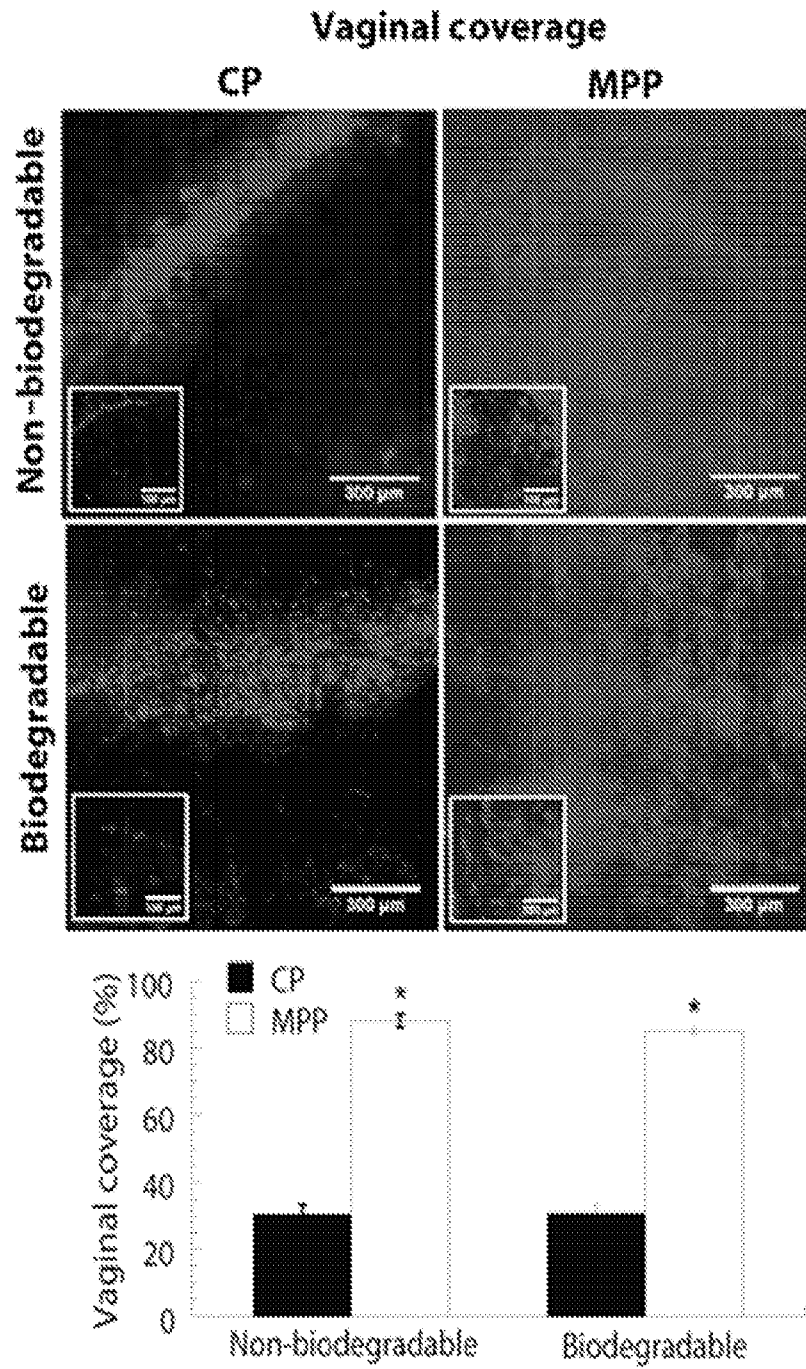 Vaginal coverage
CP
MPP
Non-biodegradable
300 µm
300 µm
Biodegradable
300 µm
300 µm
Vaginal coverage (%)
CP
MPP
100
80
60
40
20
0
*
*
Non-biodegradable
Biodegradable